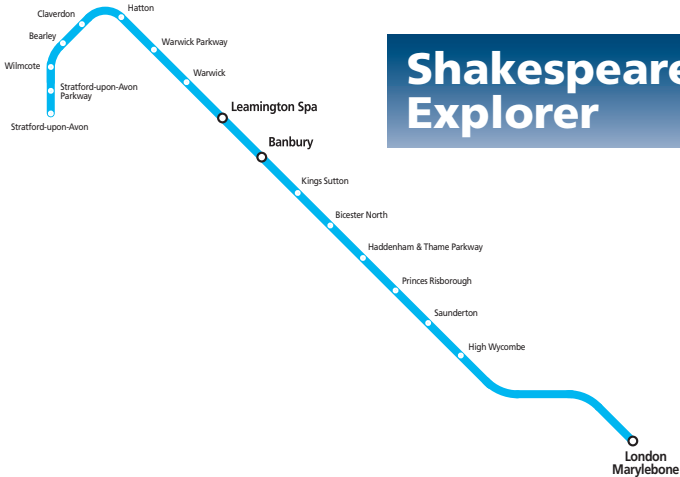 Shakespeare
Explorer
Hatton
Claverdon
Bearley
Wilmcote
Stratford-upon-Avon
Parkway
Stratford-upon-Avon
Warwick Parkway
Warwick
Leamington Spa
Banbury
Kings Sutton
Bicester North
Haddenham & Thame Parkway
Princes Risborough
Saunderton
High Wycombe
London
Marylebone